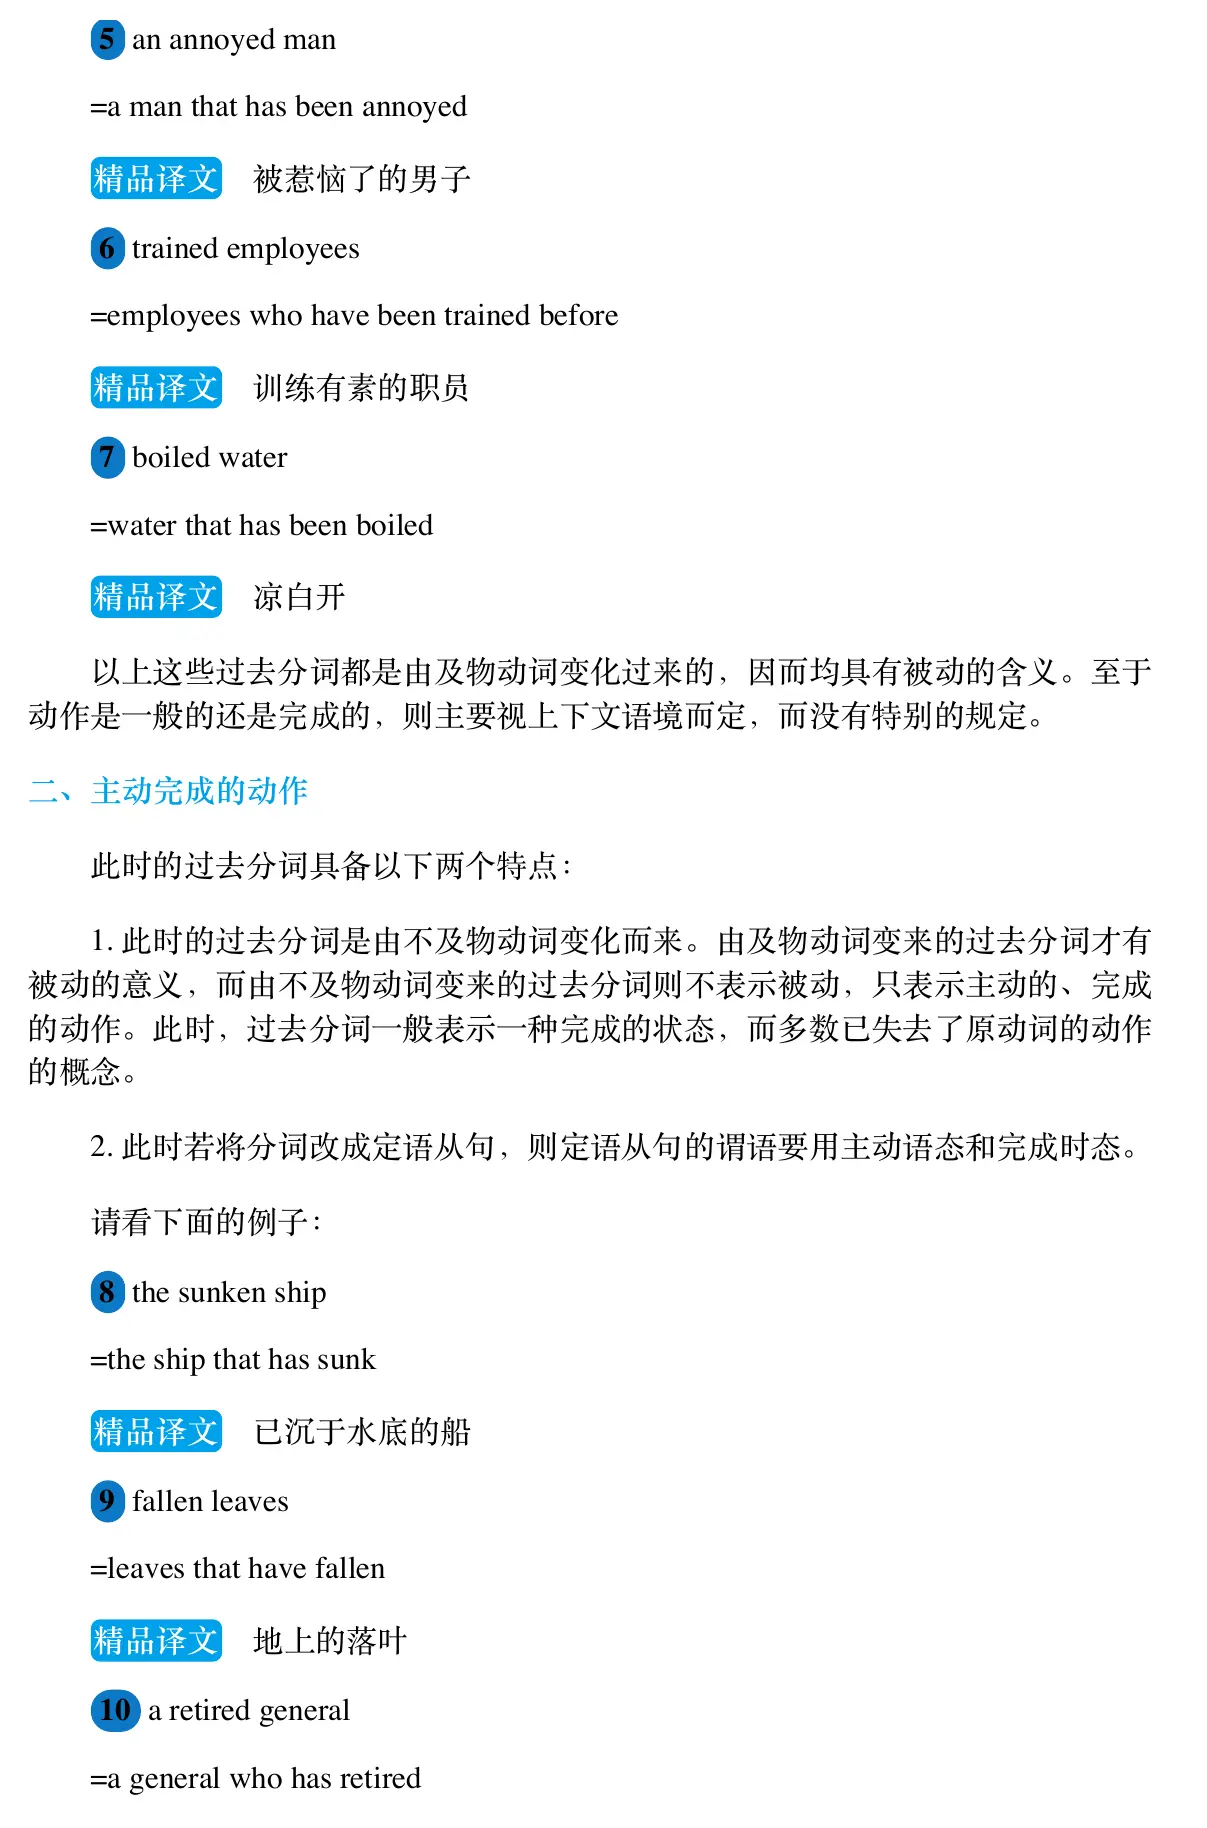 5 an annoyed man
=a man that has been annoyed
精品译文 被惹恼了的男子
6 trained employees
=employees who have been trained before
精品译文 训练有素的职员
7 boiled water
=water that has been boiled
精品译文 凉白开
以上这些过去分词都是由及物动词变化过来的，因而均具有被动的含义。至于
动作是一般的还是完成的，则主要视上下文语境而定，而没有特别的规定。
二、主动完成的动作
此时的过去分词具备以下两个特点：
1. 此时的过去分词是由不及物动词变化而来。由及物动词变来的过去分词才有
被动的意义，而由不及物动词变来的过去分词则不表示被动，只表示主动的、完成
的动作。此时，过去分词一般表示一种完成的状态，而多数已失去了原动词的动作
的概念。
2. 此时若将分词改成定语从句，则定语从句的谓语要用主动语态和完成时态。
请看下面的例子：
8 the sunken ship
=the ship that has sunk
精品译文 已沉于水底的船
9 fallen leaves
=leaves that have fallen
精品译文 地上的落叶
10 a retired general
=a general who has retired